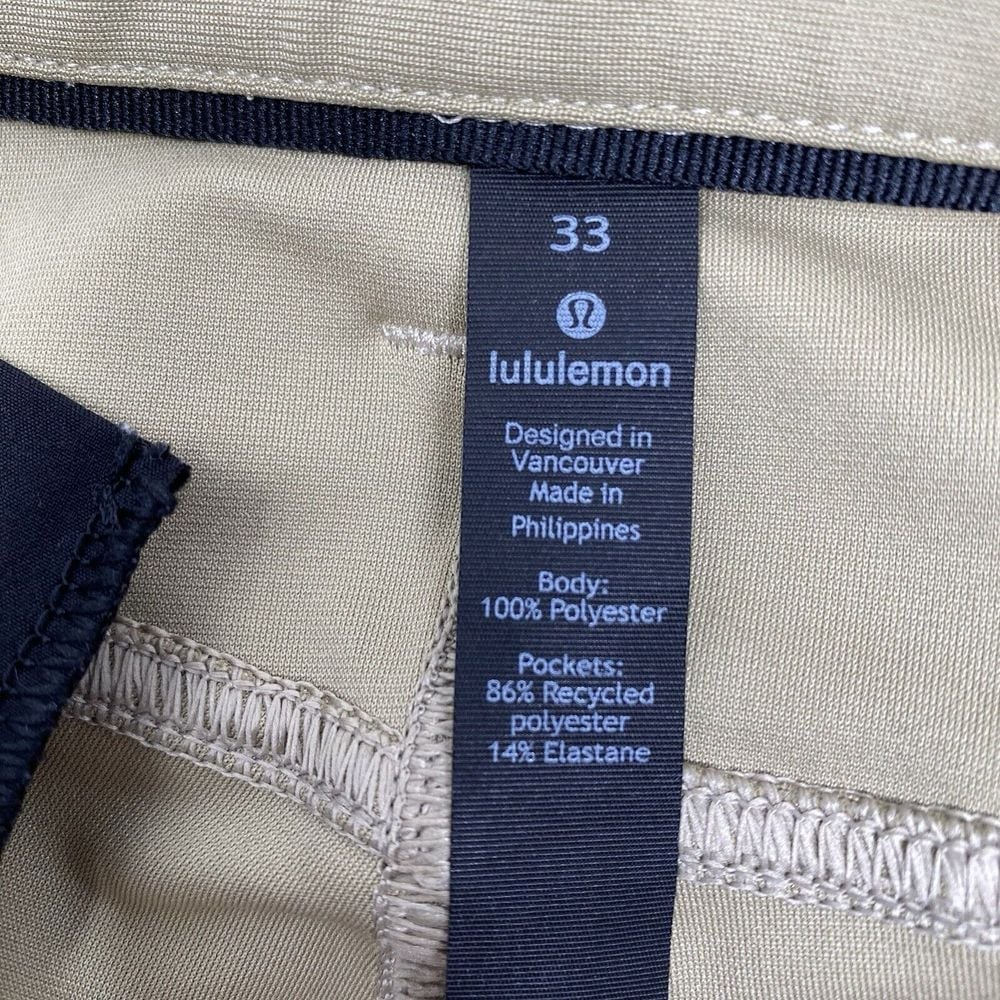 33
lululemon
Designed in
Vancouver
Made in
Philippines
Body:
100% Polyester
Pockets:
86% Recycled
polyester
14% Elastane